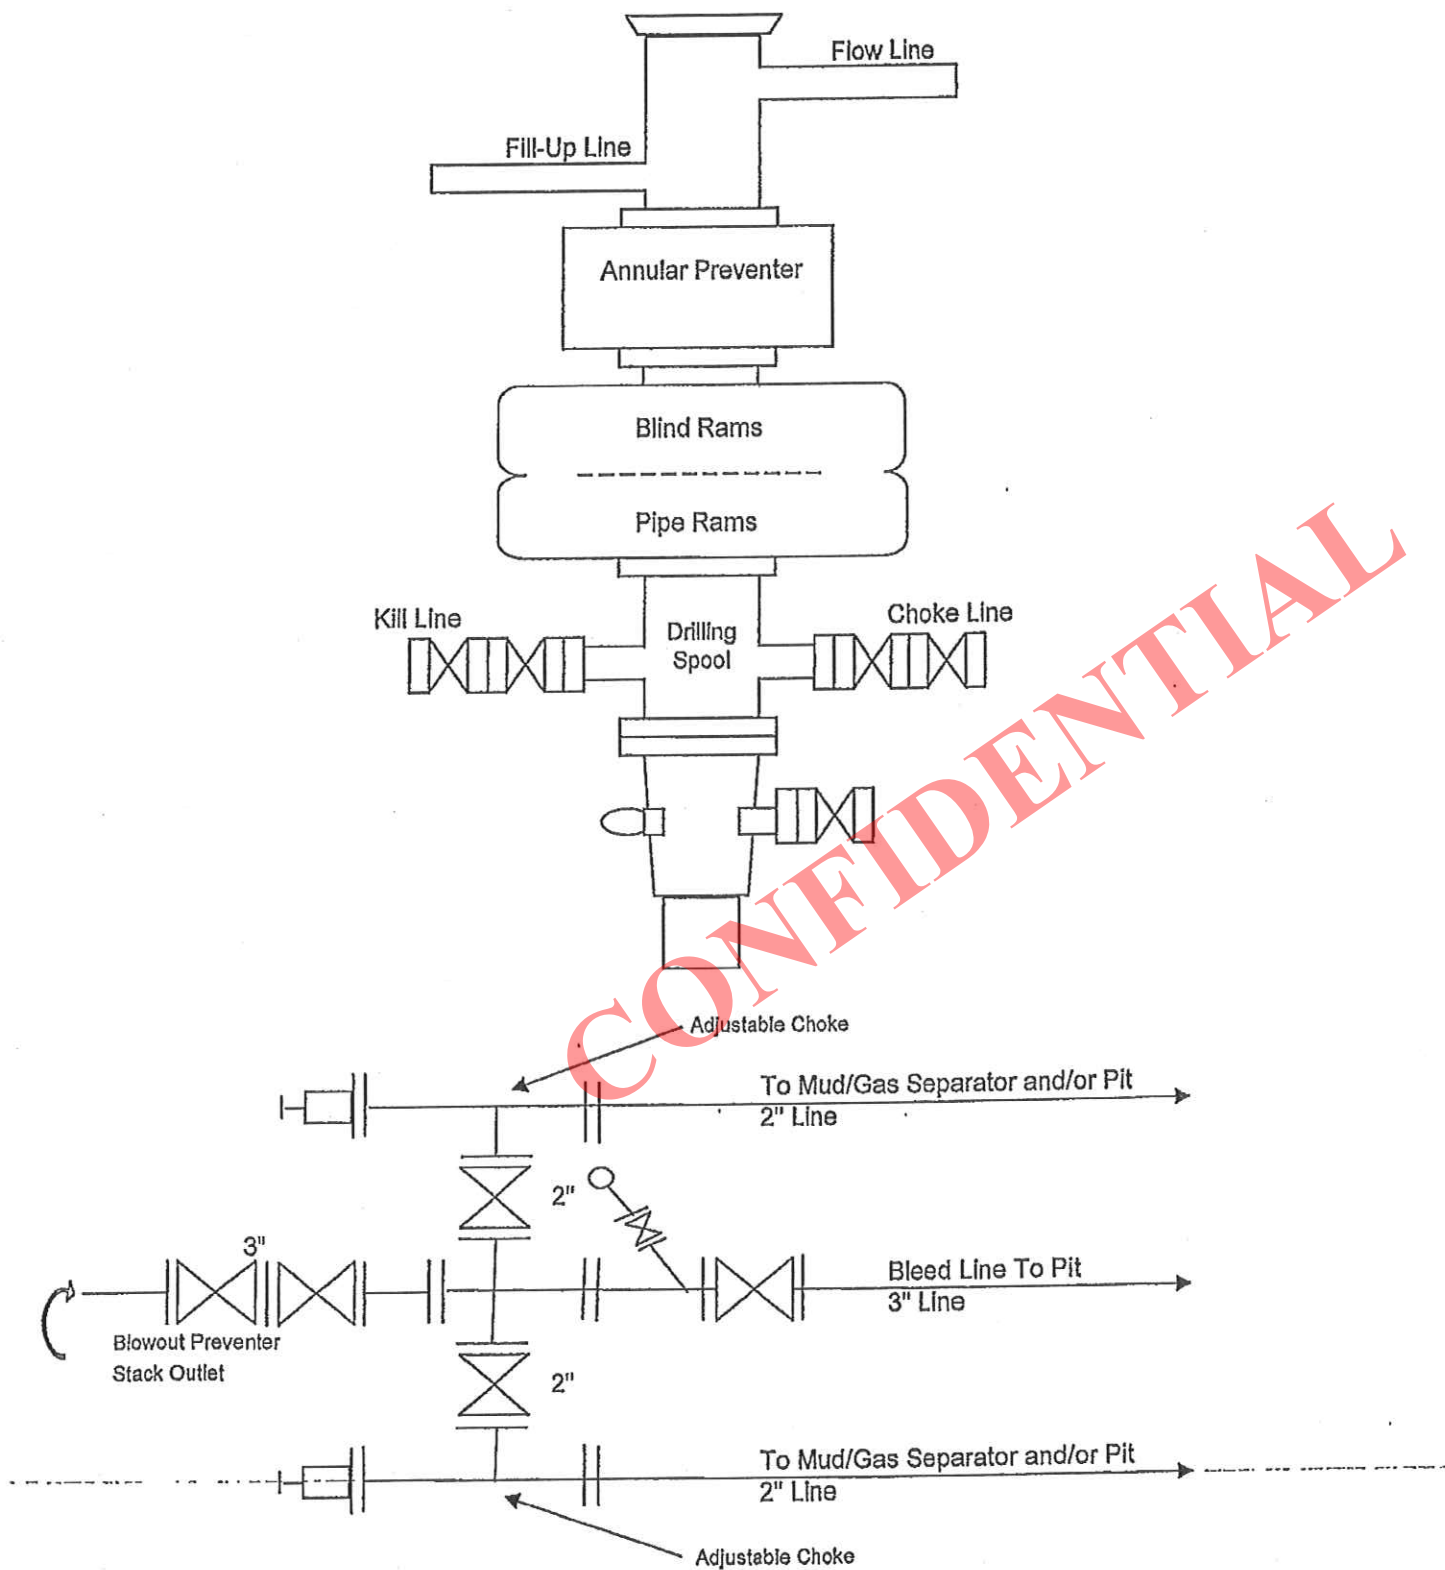 Flow Line
Fill-Up Line
Annular Preventer
Blind Rams
Pipe Rams
Kill Line
Choke Line
Drilling
Spool
CONFIDENTIAL
Adjustable Choke
To Mud/Gas Separator and/or Pit
2" Line
2"
3"
Bleed Line To Pit
3" Line
Blowout Preventer
Stack Outlet
2"
To Mud/Gas Separator and/or Pit
2" Line
Adjustable Choke